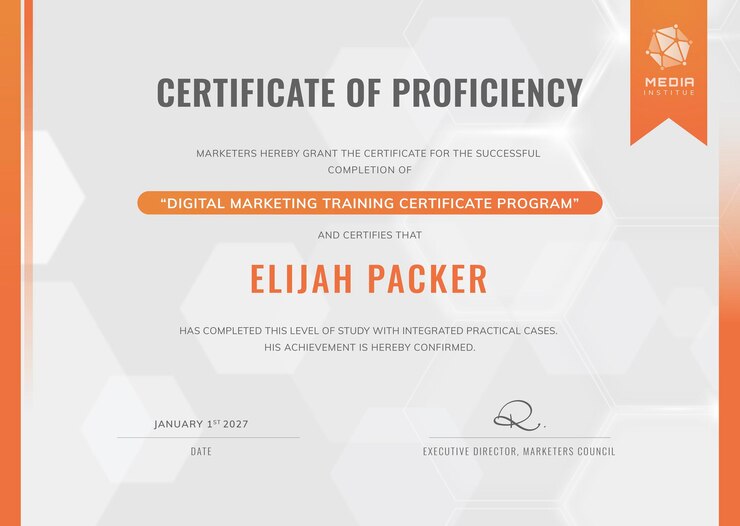 MEDIA
INSTITUE
CERTIFICATE OF PROFICIENCY
MARKETERS HEREBY GRANT THE CERTIFICATE FOR THE SUCCESSFUL
COMPLETION OF
“DIGITAL MARKETING TRAINING CERTIFICATE PROGRAM”
AND CERTIFIES THAT
ELIJAH PACKER
HAS COMPLETED THIS LEVEL OF STUDY WITH INTEGRATED PRACTICAL CASES.
HIS ACHIEVEMENT IS HEREBY CONFIRMED.
JANUARY 1ST 2027
DATE
R.
EXECUTIVE DIRECTOR, MARKETERS COUNCIL